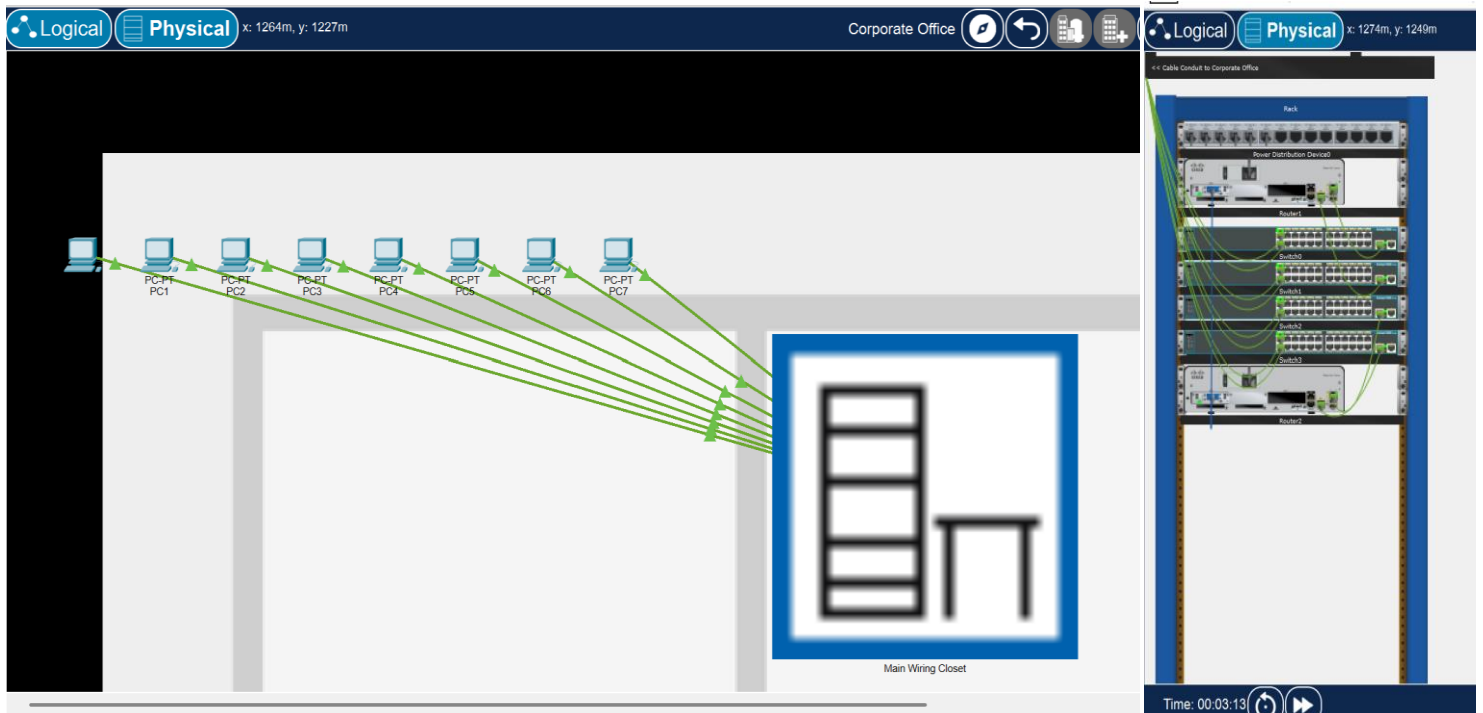 Logical
Physical
x: 1264m, y: 1227m
Corporate Office
PC-PT
PC1
PC-PT
PC2
PC-PT
PC3
PC-PT
PC4
PC-PT
PC5
PC-PT
PC6
PC-PT
PC7
Main Wiring Closet
Logical
Physical
x: 1274m, y: 1249m
<< Cable Conduit to Corporate Office
Rack
Power Distribution Device0
Router1
Switch0
Switch1
Switch2
Switch3
Router2
Time: 00:03:13